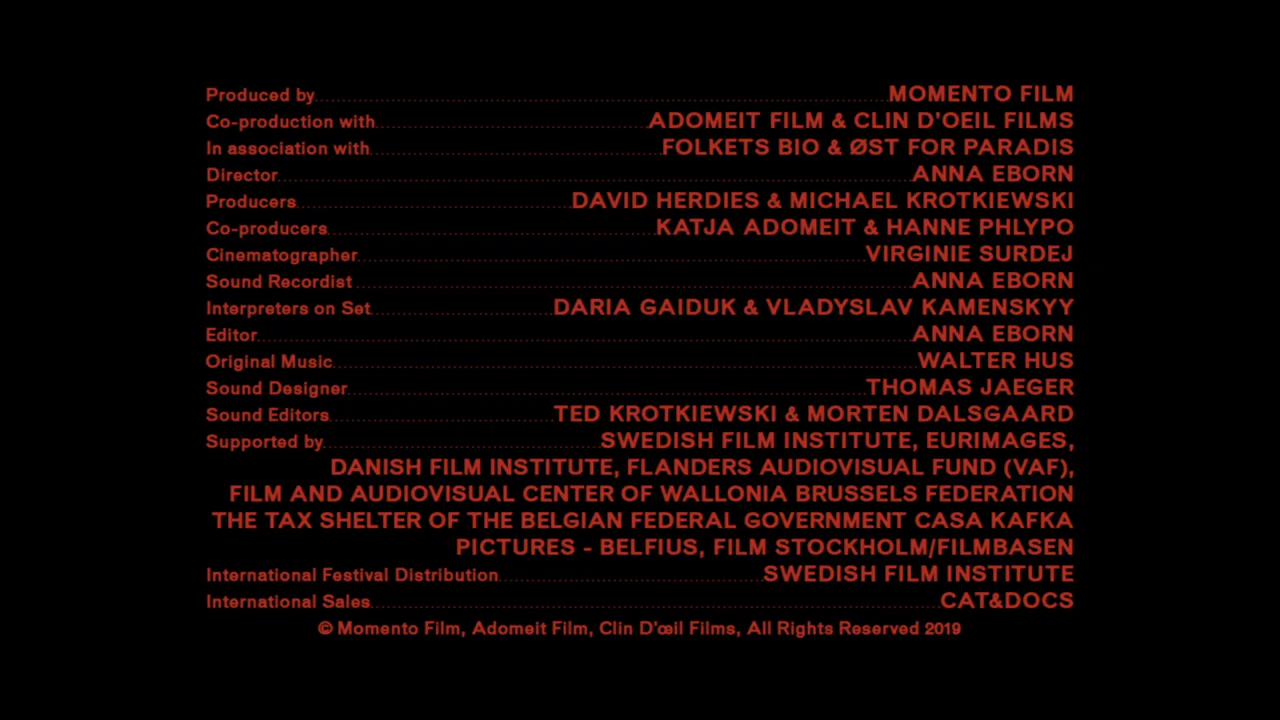 Produced by MOMENTO FILM
Co-production with ADOMEIT FILM & CLIN D'OEIL FILMS
In association with FOLKETS BIO & ØST FOR PARADIS
Director ANNA EBORN
Producers DAVID HERDIES & MICHAEL KROTKIEWSKI
Co-producers KATJA ADOMEIT & HANNE PHLYPO
Cinematographer VIRGINIE SURDEJ
Sound Recordist ANNA EBORN
Interpreters on Set DARIA GAIDUK & VLADYSLAV KAMENSKYY
Editor ANNA EBORN
Original Music WALTER HUS
Sound Designer THOMAS JAEGER
Sound Editors TED KROTKIEWSKI & MORTEN DALSGAARD
Supported by SWEDISH FILM INSTITUTE, EURIMAGES,
DANISH FILM INSTITUTE, FLANDERS AUDIOVISUAL FUND (VAF),
FILM AND AUDIOVISUAL CENTER OF WALLONIA BRUSSELS FEDERATION
THE TAX SHELTER OF THE BELGIAN FEDERAL GOVERNMENT CASA KAFKA
PICTURES - BELFIUS, FILM STOCKHOLM/FILMBASEN
International Festival Distribution SWEDISH FILM INSTITUTE
International Sales CAT&DOCS
© Momento Film, Adomeit Film, Clin D'œil Films, All Rights Reserved 2019